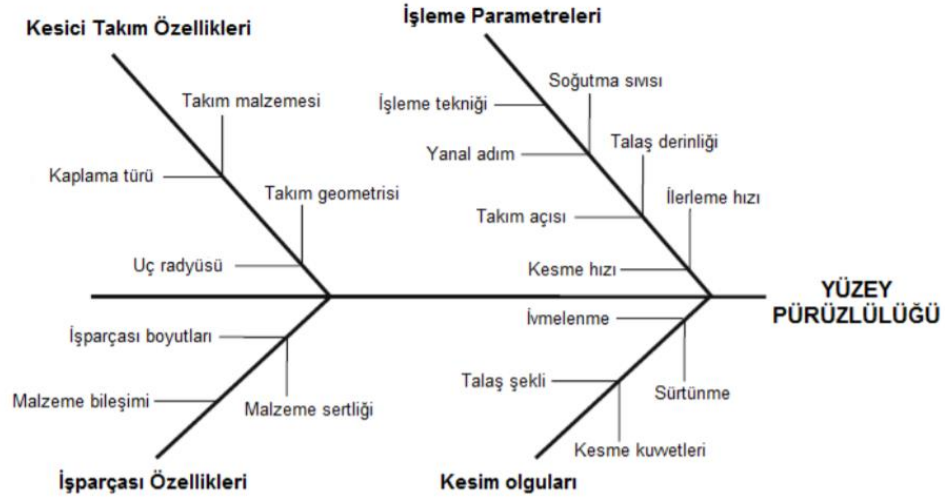 Kesici Takım Özellikleri
İşleme Parametreleri
Takım malzemesi
Kaplama türü
Takım geometrisi
Uç radyüsü
Soğutma sıvısı
İşleme tekniği
Yanal adım
Talaş derinliği
Takım açısı
İlerleme hızı
Kesme hızı
YÜZEY
PÜRÜZLÜLÜĞÜ
İşparçası boyutları
Malzeme bileşimi
Malzeme sertliği
İvmelenme
Talaş şekli
Sürtünme
Kesme kuvvetleri
İşparçası Özellikleri
Kesim olguları